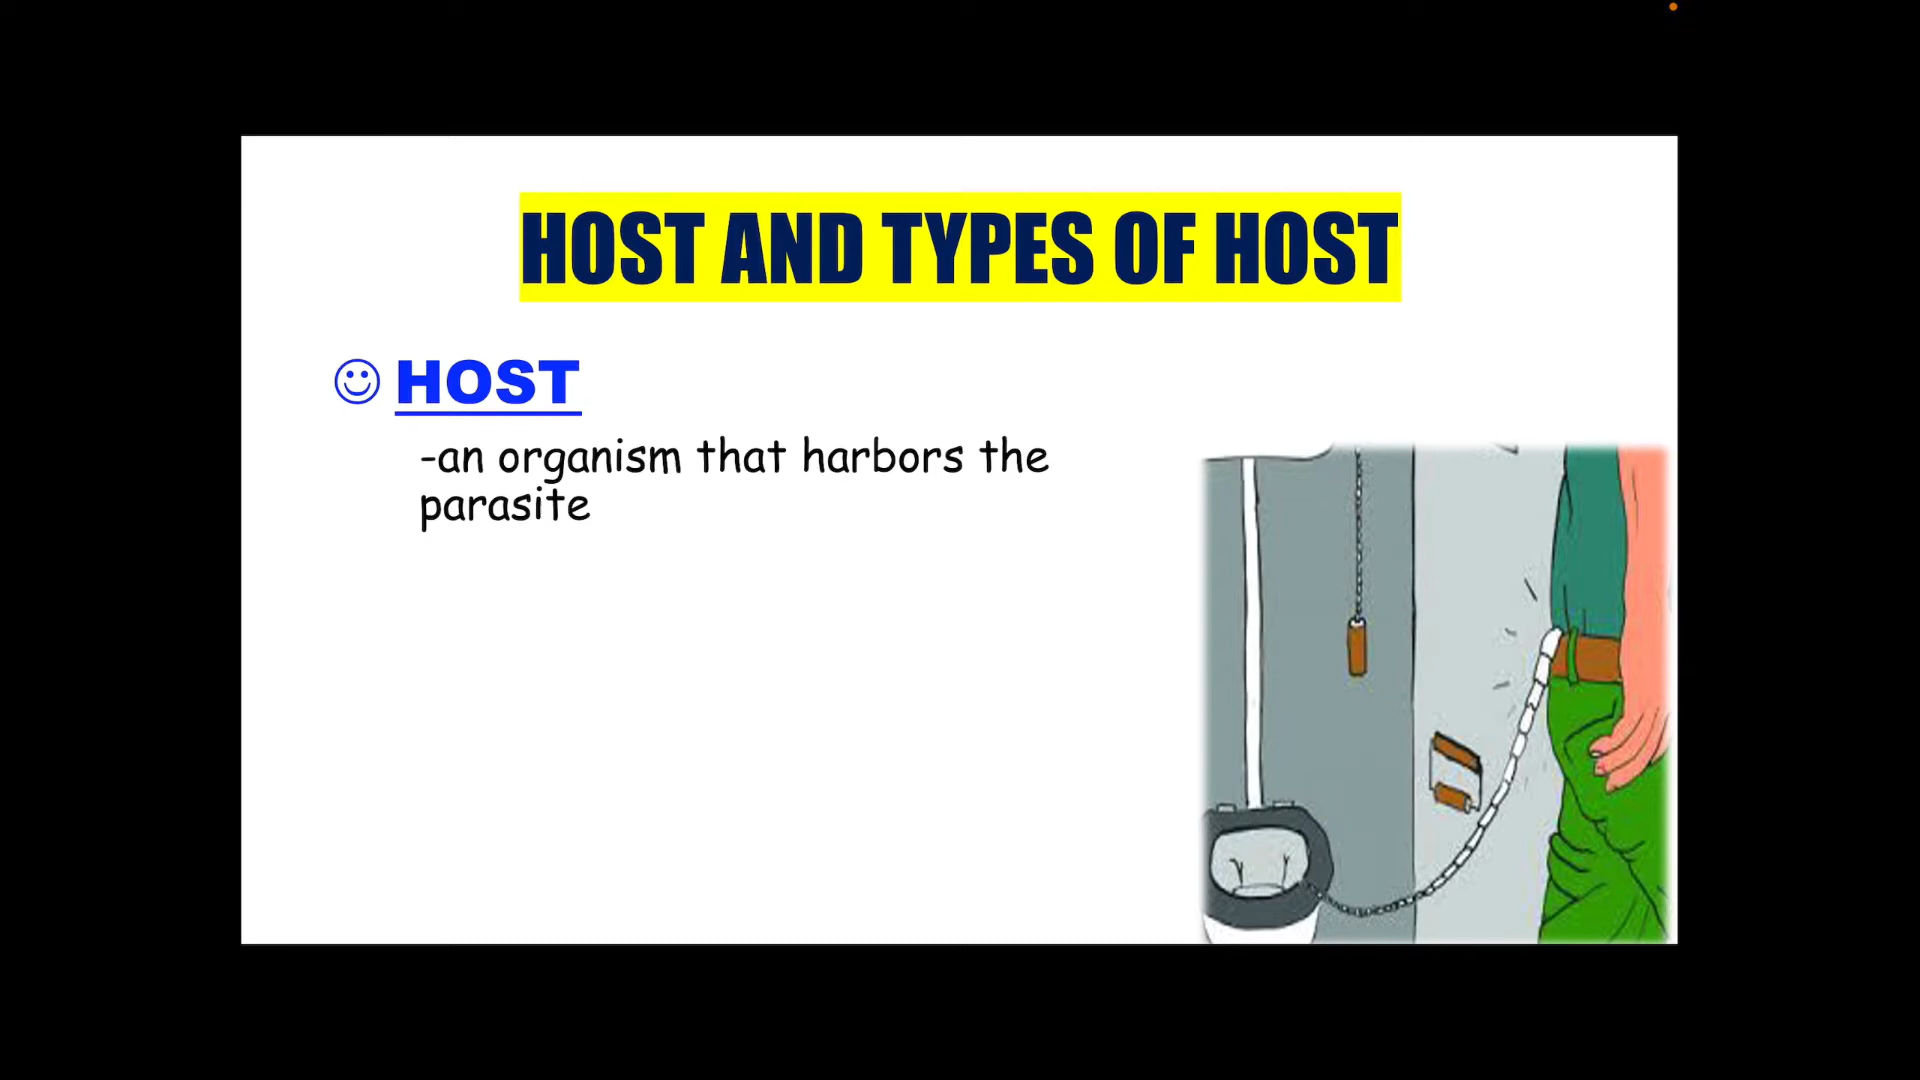 HOST AND TYPES OF HOST
HOST
-an organism that harbors the
parasite